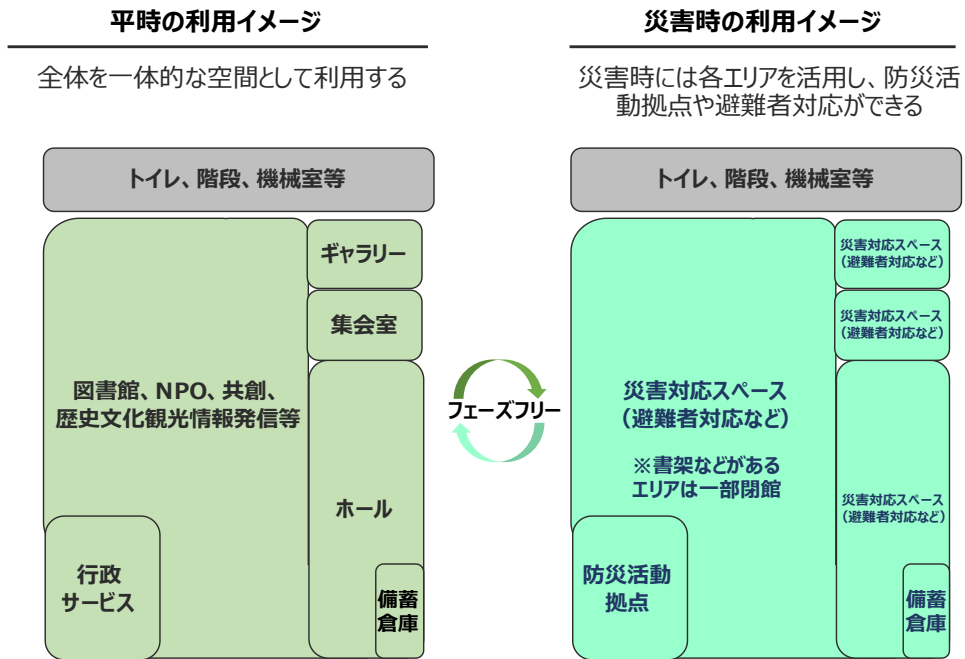 平時の利用イメージ
全体を一体的な空間として利用する
トイレ、階段、機械室等
ギャラリー
集会室
図書館、NPO、共創、
歴史文化観光情報発信等
ホール
行政
サービス
備蓄
倉庫
フェーズフリー
災害時の利用イメージ
災害時には各エリアを活用し、防災活
動拠点や避難者対応ができる
トイレ、階段、機械室等
災害対応スペース
（避難者対応など）
災害対応スペース
（避難者対応など）
災害対応スペース
（避難者対応など）
※書架などがある
エリアは一部閉館
災害対応スペース
（避難者対応など）
防災活動
拠点
備蓄
倉庫